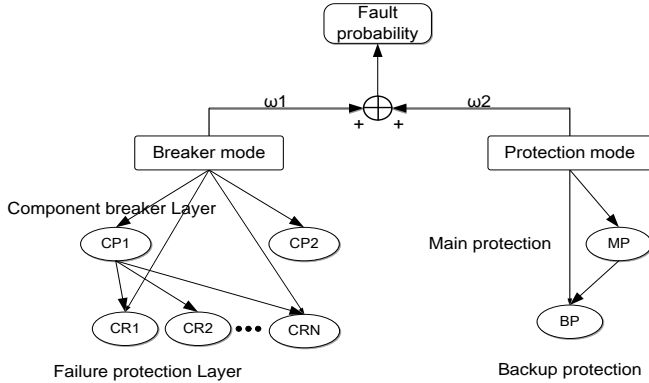 Fault
probability
ω1
ω2
+
+
Breaker mode
Protection mode
Component breaker Layer
CP1
CP2
Main protection
MP
CR1
CR2
•••
CRN
BP
Failure protection Layer
Backup protection